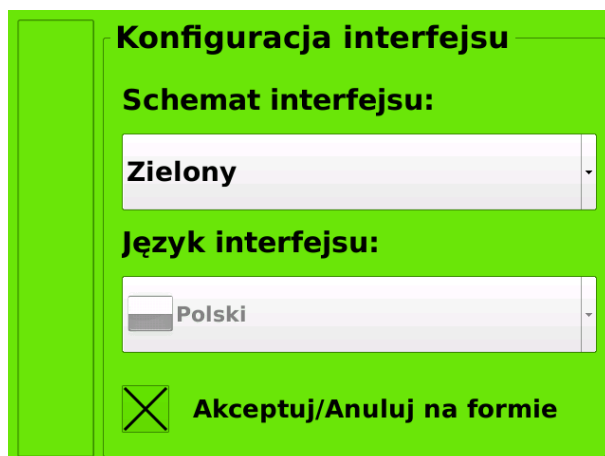 Konfiguracja interfejsu
Schemat interfejsu:
Zielony
Język interfejsu:
Polski
Akceptuj/Anuluj na formie